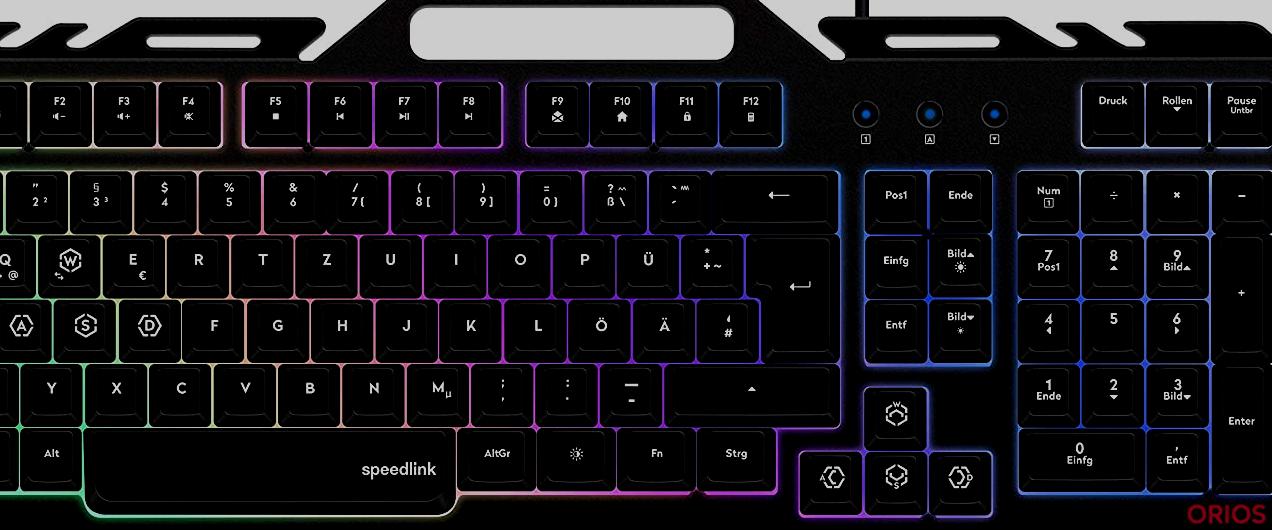 F2 F3 F4 F5 F6 F7 F8 F9 F10 F11 F12 Druck Rollen Pause
Untbr
1 A
" § $ % & / ( ) = ?
2 ² 3 ³ 4 5 6 7 { 8 [ 9 ] 0 } ß \ ´
Pos1 Ende Num ÷ × −
1
Q W E R T Z U I O P Ü *
@ € + ~
Einfg Bild 7 8 9
Pos1 Bild
+
A S D F G H J K L Ö Ä '
#
Entf Bild 4 5 6
Y X C V B N M µ ; : _
, . -
1 2 3
Ende Bild
Enter
W
Alt speedlink AltGr Fn Strg
A S D
0 ,
Einfg Entf
ORIOS